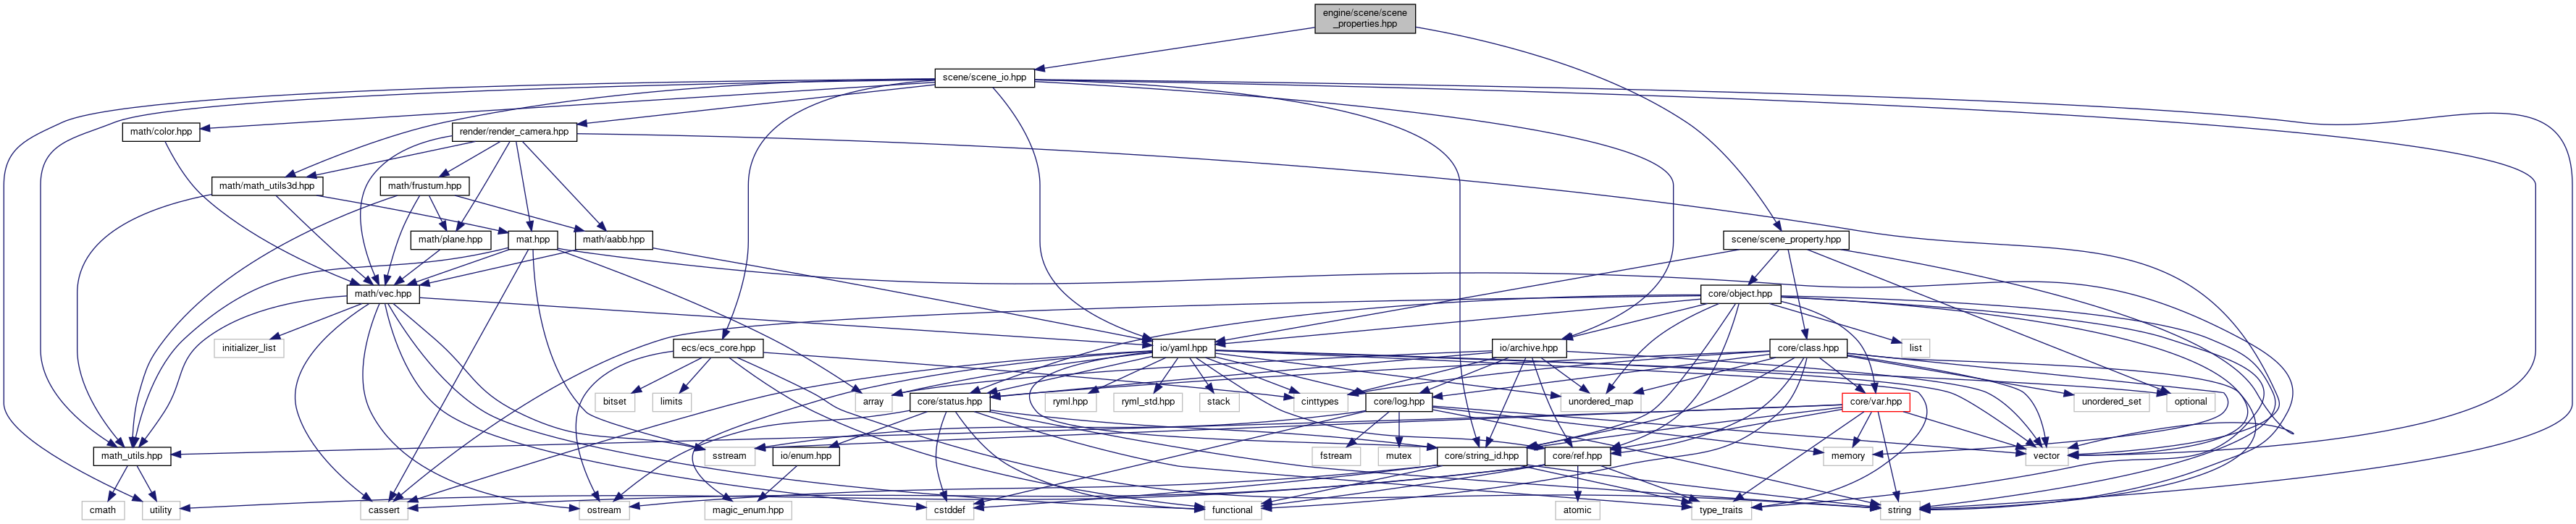 engine/scene/scene
_properties.hpp
scene/scene_io.hpp
math/color.hpp
render/render_camera.hpp
math/math_utils3d.hpp
math/frustum.hpp
math/plane.hpp
mat.hpp
math/aabb.hpp
scene/scene_property.hpp
math/vec.hpp
core/object.hpp
initializer_list
ecs/ecs_core.hpp
io/yaml.hpp
io/archive.hpp
core/class.hpp
list
bitset
limits
array
core/status.hpp
ryml.hpp
ryml_std.hpp
stack
cinttypes
core/log.hpp
unordered_map
core/var.hpp
unordered_set
optional
math_utils.hpp
sstream
io/enum.hpp
fstream
mutex
core/string_id.hpp
core/ref.hpp
memory
vector
cmath
utility
cassert
ostream
magic_enum.hpp
cstddef
functional
atomic
type_traits
string